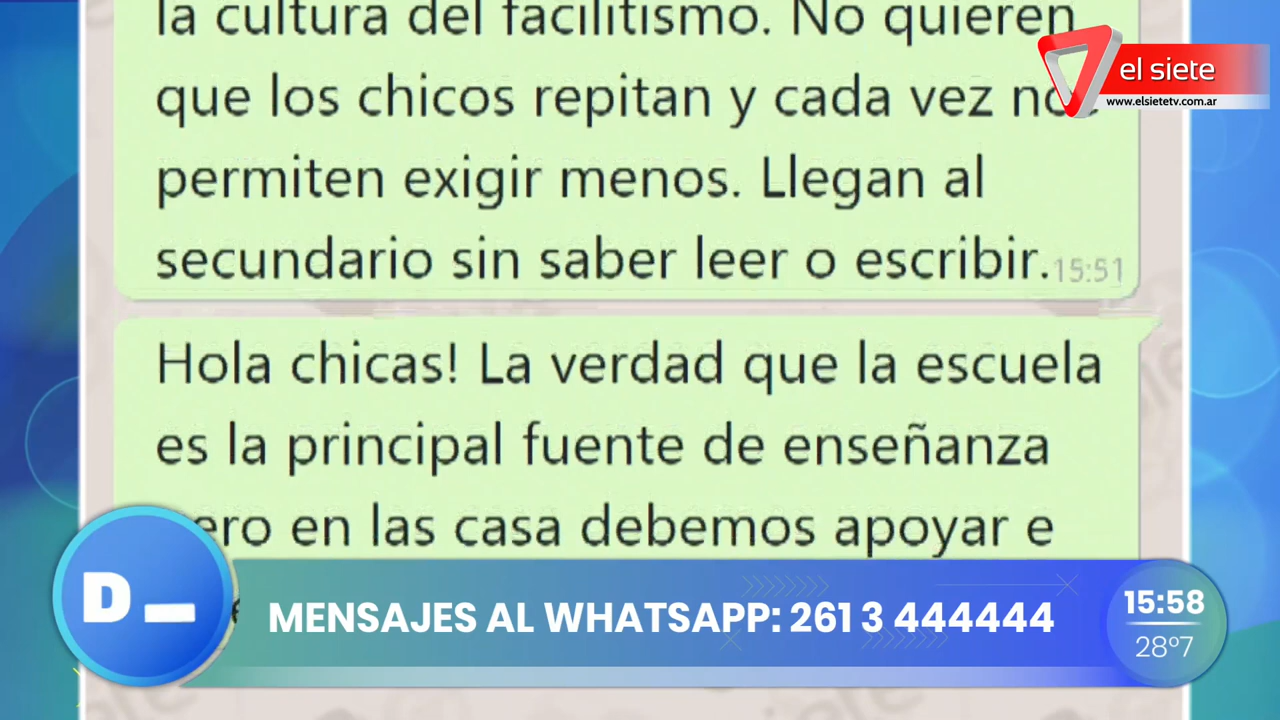 la cultura del facilitismo. No quieren
que los chicos repitan y cada vez nos
permiten exigir menos. Llegan al
secundario sin saber leer o escribir.
15:51
Hola chicas! La verdad que la escuela
es la principal fuente de enseñanza
en las casa debemos apoyar e
el siete
www.elsietetv.com.ar
D_
MENSAJES AL WHATSAPP: 261 3 444444
15:58
28º7